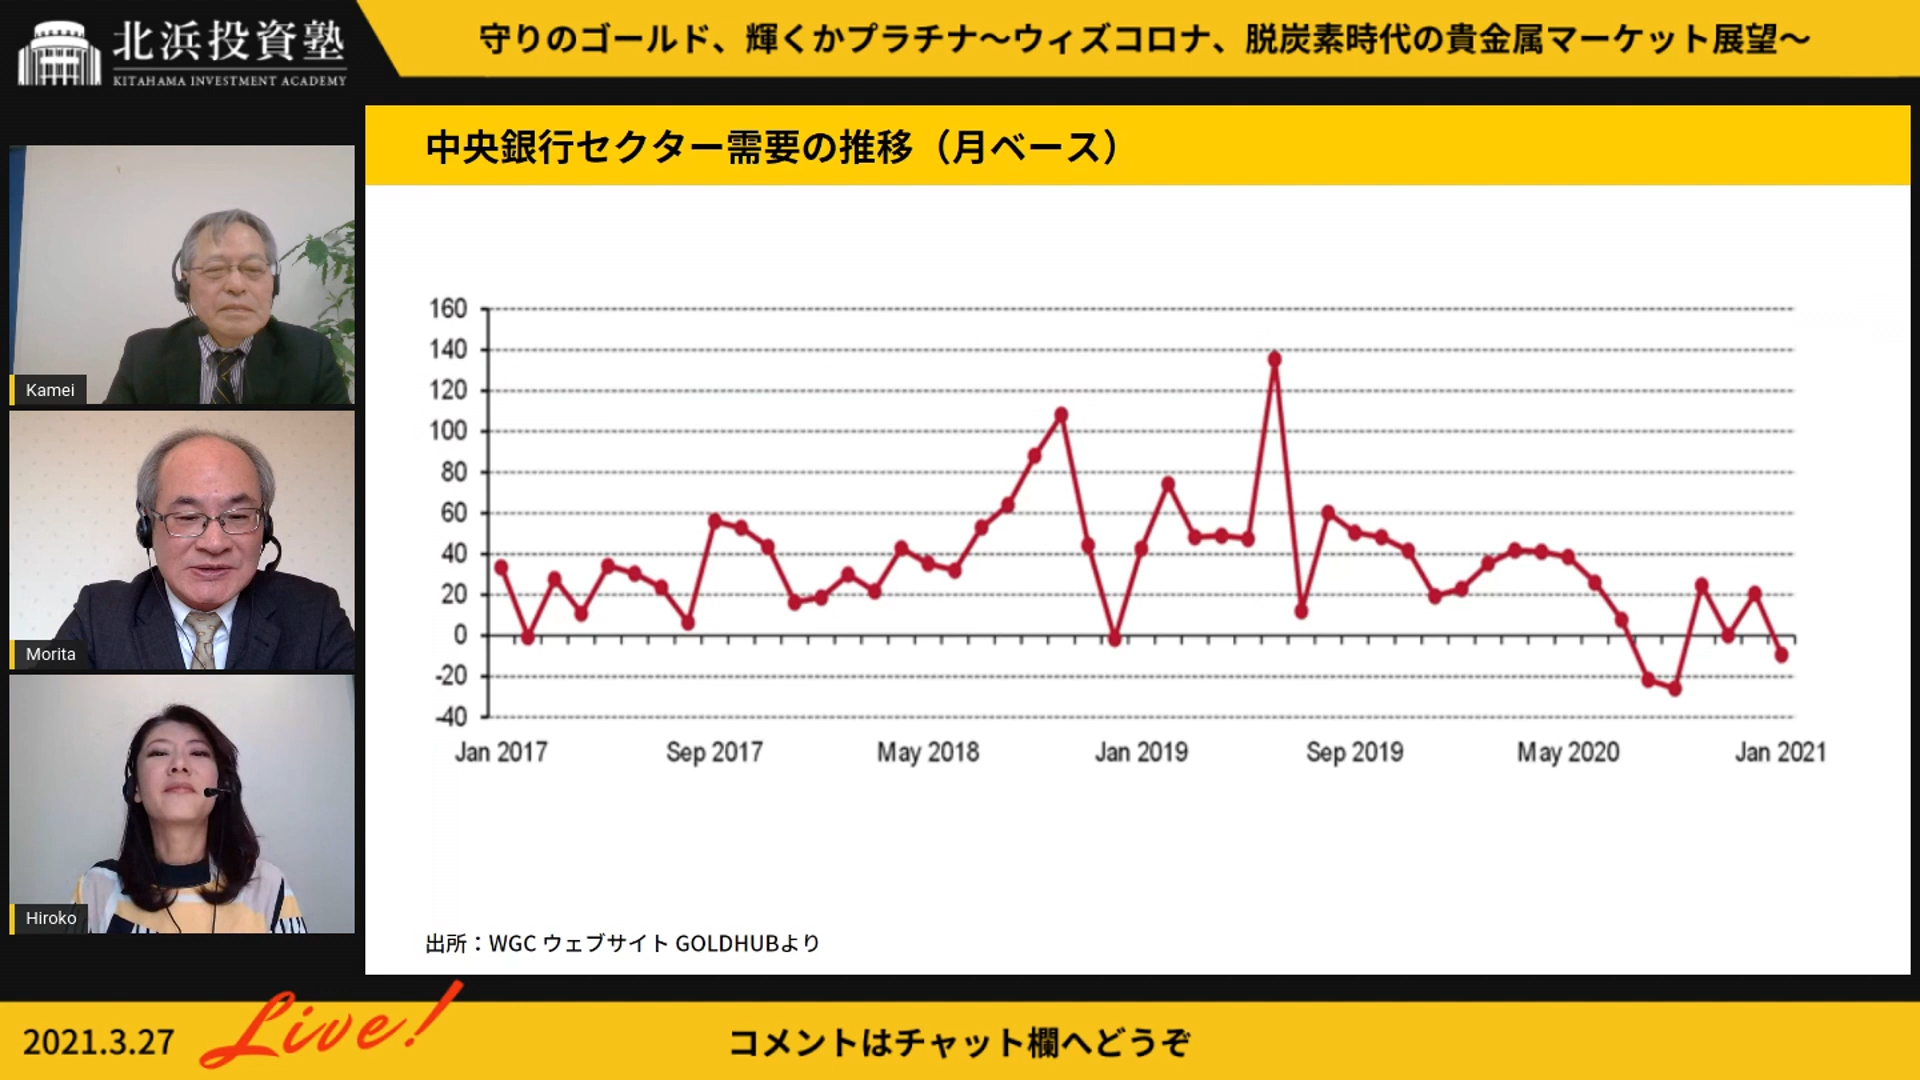 北浜投資塾
KITAHAMA INVESTMENT ACADEMY
守りのゴールド、輝くかプラチナ～ウィズコロナ、脱炭素時代の貴金属マーケット展望～
Kamei
Morita
Hiroko
中央銀行セクター需要の推移（月ベース）
160
140
120
100
80
60
40
20
0
-20
-40
Jan 2017 Sep 2017 May 2018 Jan 2019 Sep 2019 May 2020 Jan 2021
出所：WGC ウェブサイト GOLDHUBより
2021.3.27
Live!
コメントはチャット欄へどうぞ